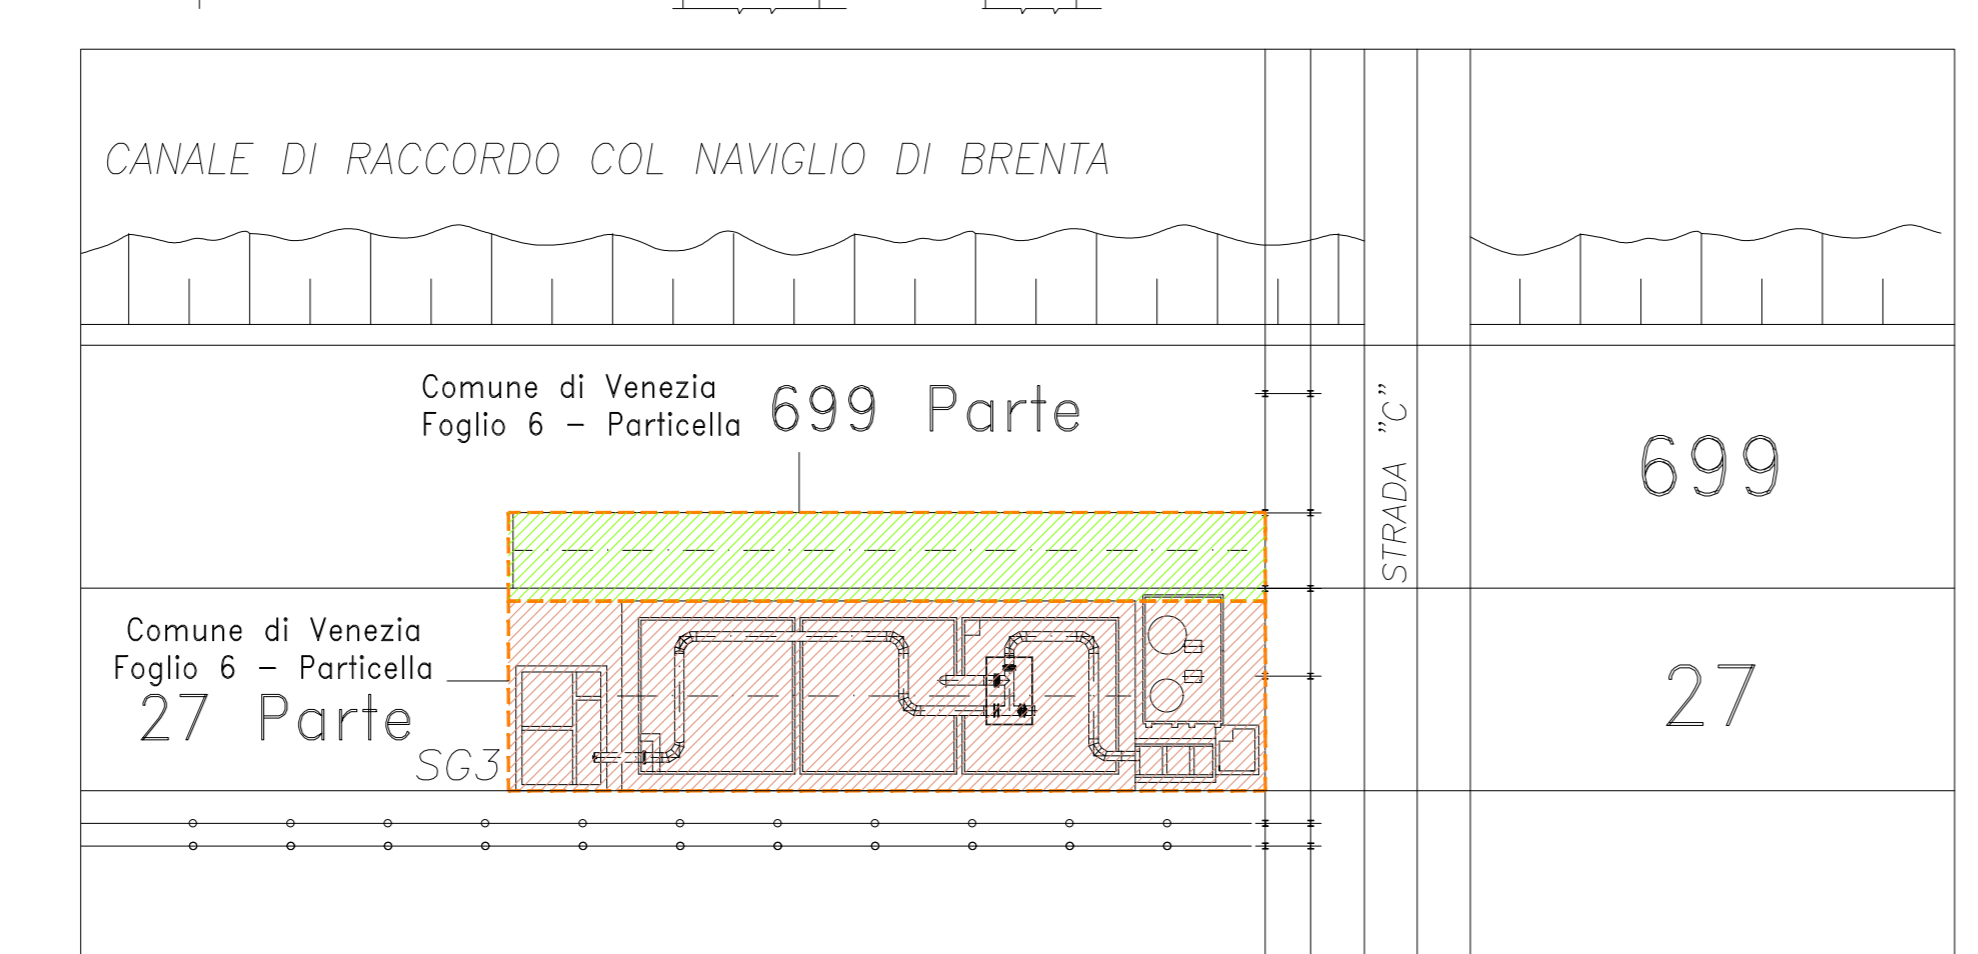 CANALE DI RACCORDO COL NAVIGLIO DI BRENTA
Comune di Venezia
Foglio 6 - Particella 699 Parte
STRADA "C"
699
Comune di Venezia
Foglio 6 - Particella
27 Parte
SG3
27